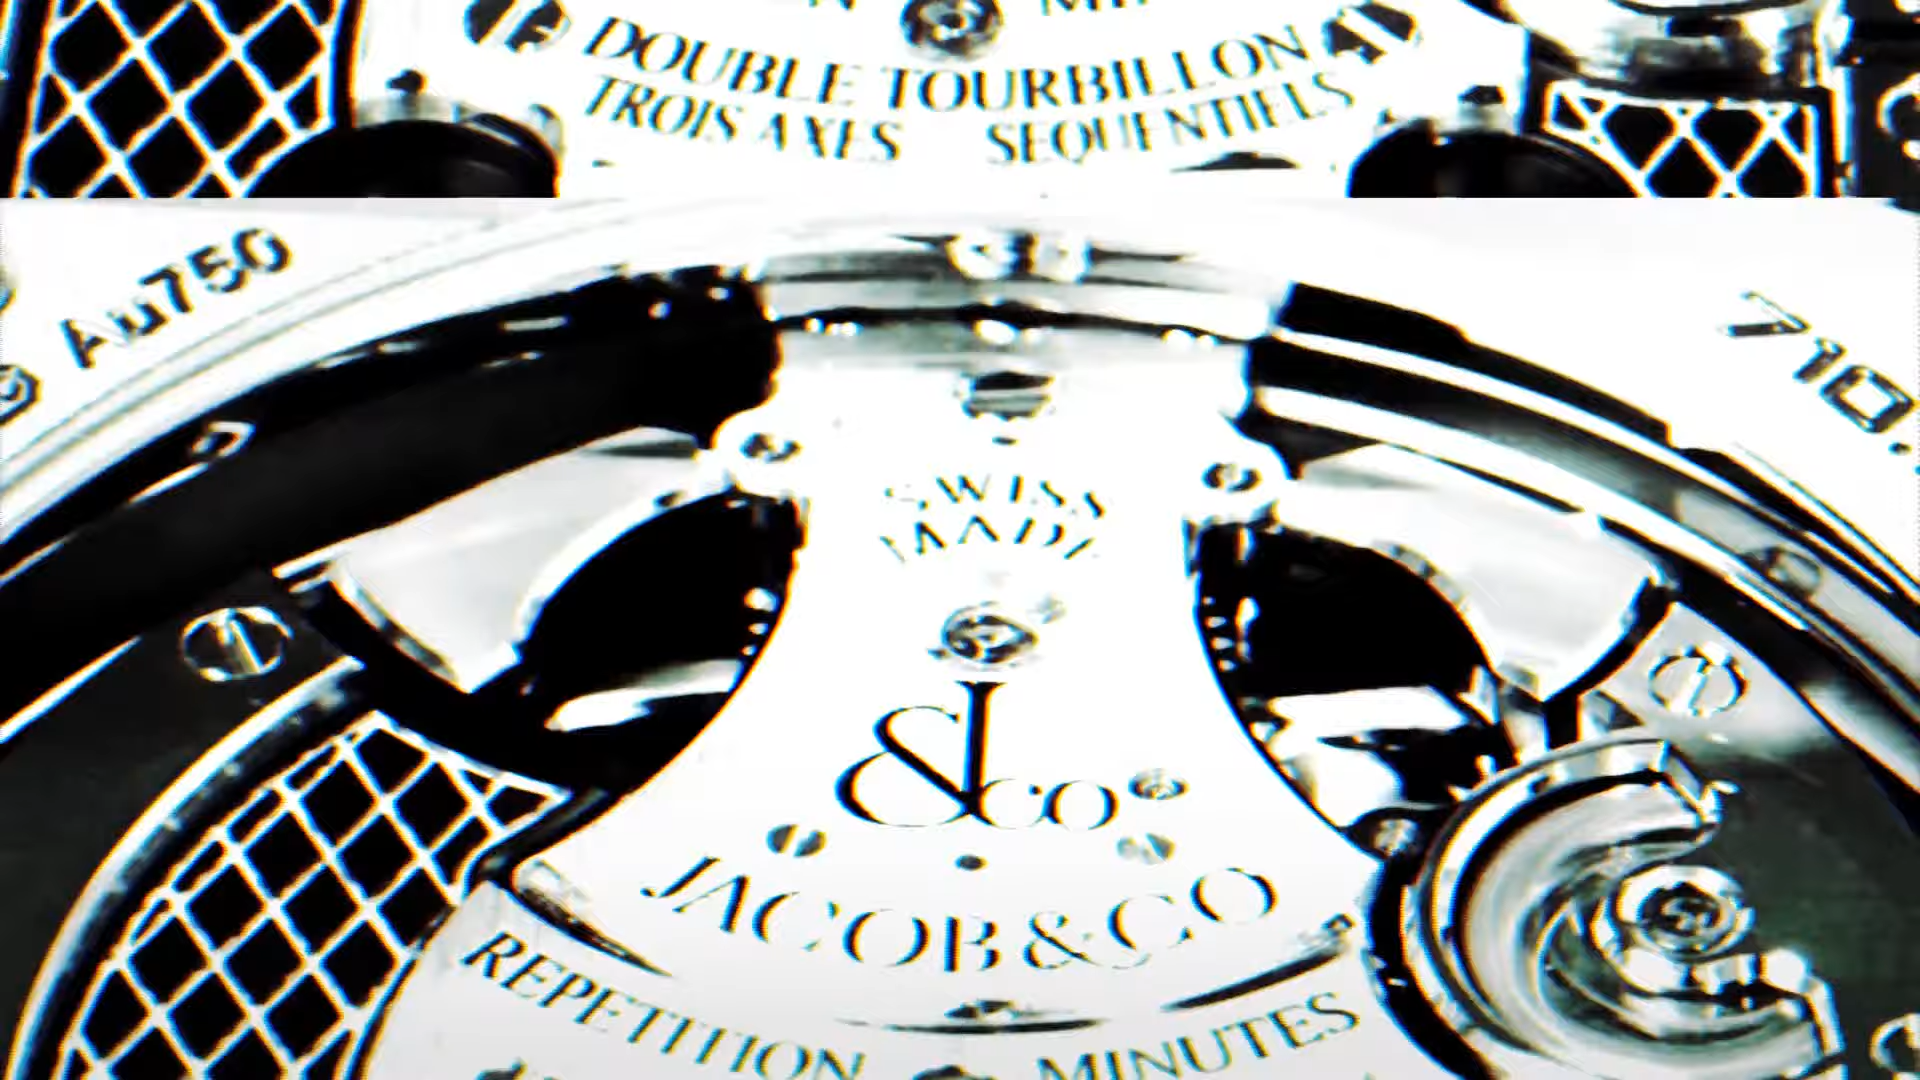 DOUBLE TOURBILLON
TROIS AXES SEQUENTIELS
Au750
710.
SWISS
MADE
&CO
JACOB&CO
REPETITION MINUTES